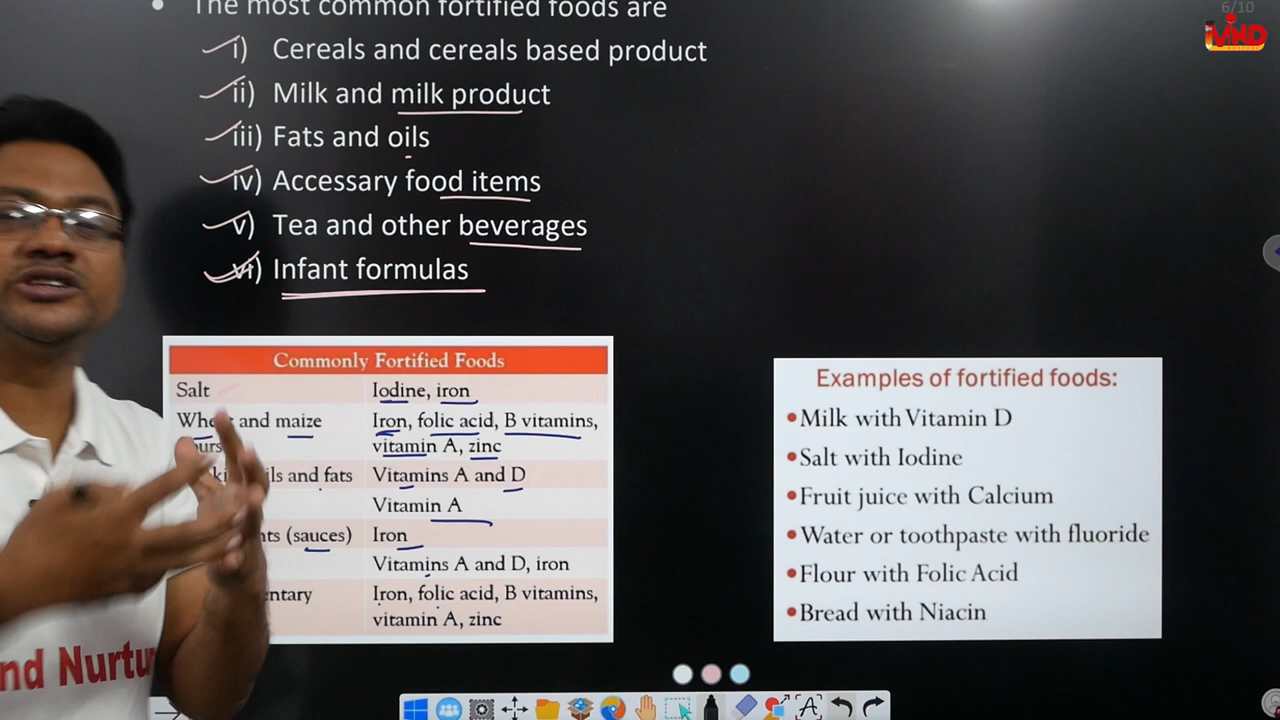 The most common fortified foods are
i) Cereals and cereals based product
ii) Milk and milk product
iii) Fats and oils
iv) Accessary food items
v) Tea and other beverages
vi) Infant formulas
6/10
MIND
Commonly Fortified Foods
Salt Iodine, iron
and maize Iron, folic acid, B vitamins,
vitamin A, zinc
and fats Vitamins A and D
Vitamin A
(sauces) Iron
Vitamins A and D, iron
Iron, folic acid, B vitamins,
vitamin A, zinc
Examples of fortified foods:
•Milk with Vitamin D
•Salt with Iodine
•Fruit juice with Calcium
•Water or toothpaste with fluoride
•Flour with Folic Acid
•Bread with Niacin